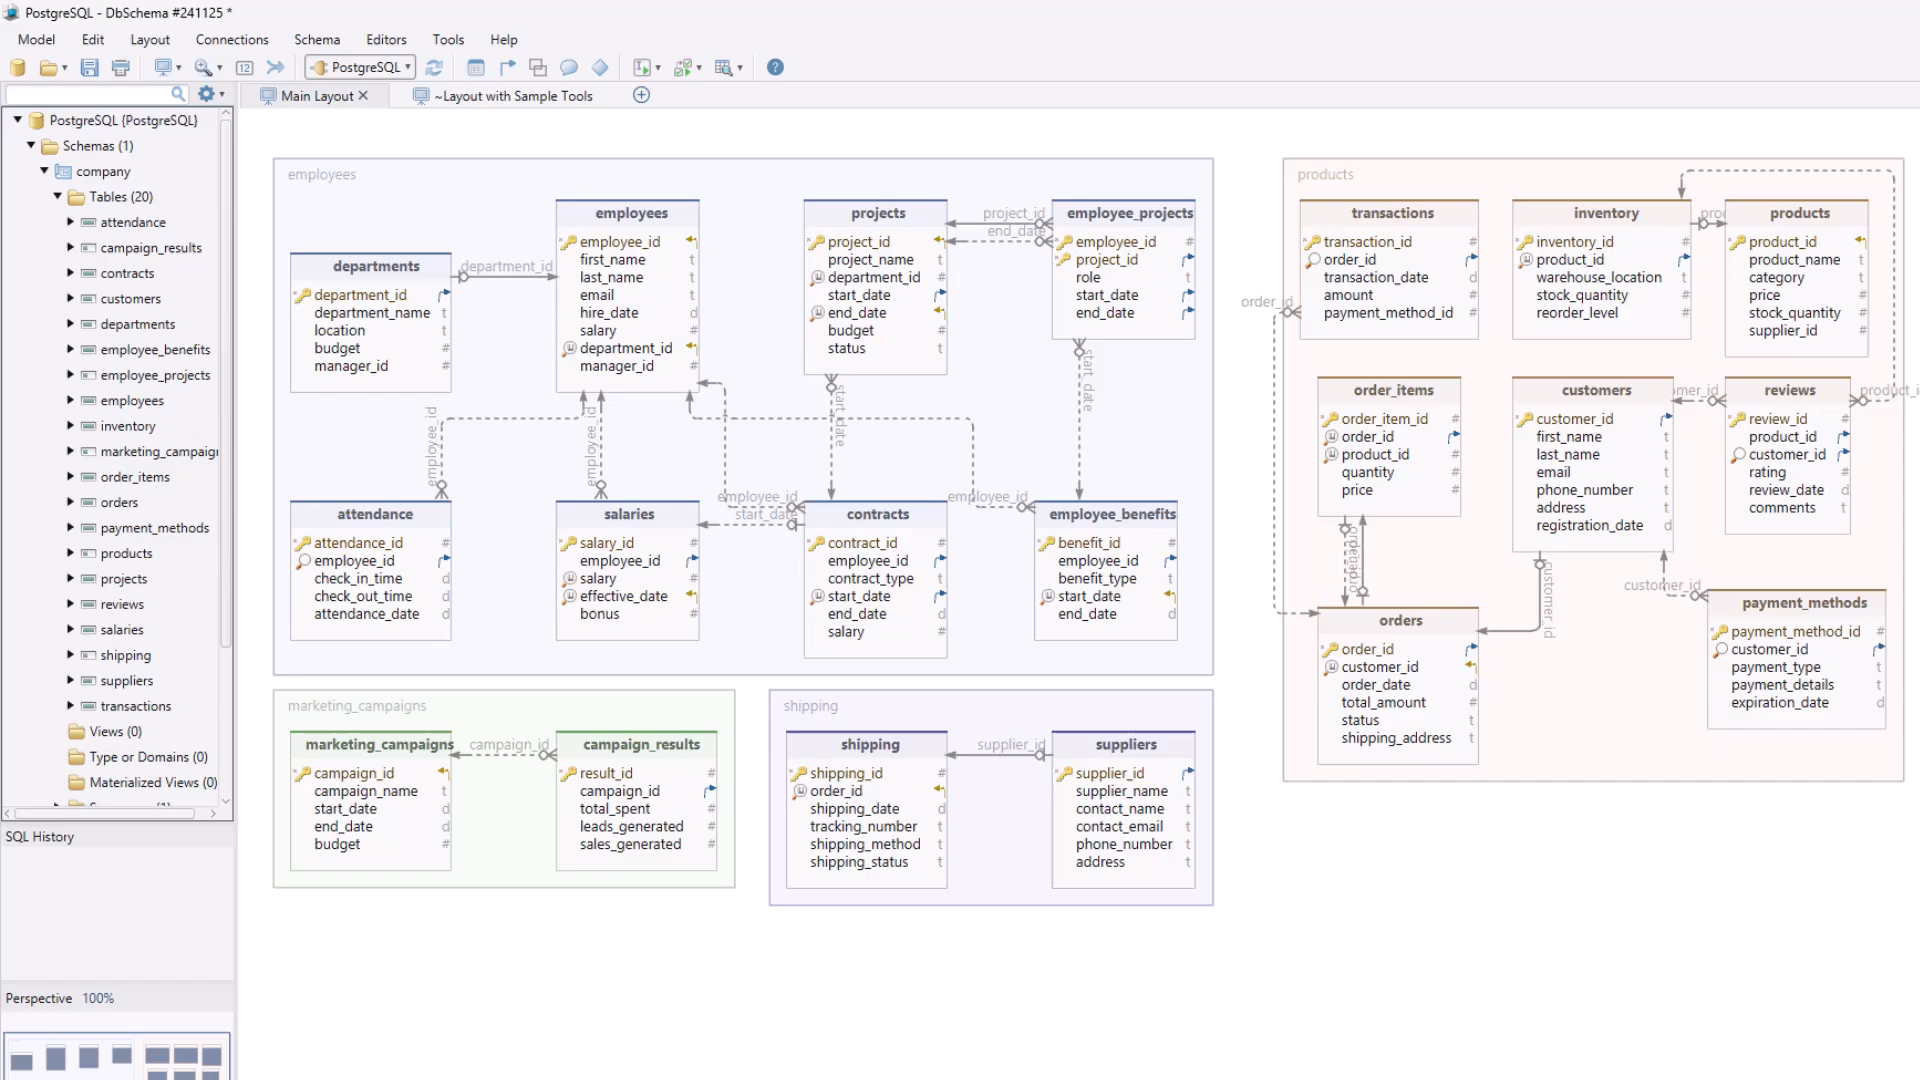 PostgreSQL - DbSchema #241125 *
Model Edit Layout Connections Schema Editors Tools Help
PostgreSQL
Main Layout
~Layout with Sample Tools
PostgreSQL {PostgreSQL}
Schemas (1)
company
Tables (20)
attendance
campaign_results
contracts
customers
departments
employee_benefits
employee_projects
employees
inventory
marketing_campaig
order_items
orders
payment_methods
products
projects
reviews
salaries
shipping
suppliers
transactions
Views (0)
Type or Domains (0)
Materialized Views (0)
SQL History
Perspective 100%
employees
departments
department_id
department_name t
location t
budget #
manager_id #
department_id
employees
employee_id
first_name t
last_name t
email t
hire_date d
salary #
department_id
manager_id #
projects
project_id
project_name t
department_id #
start_date
end_date
budget #
status t
project_id
end_date
employee_projects
employee_id #
project_id
role t
start_date
end_date
employee_id
employee_id
start_date
start_date
employee_id
start_date
employee_id
attendance
attendance_id #
employee_id
check_in_time d
check_out_time d
attendance_date d
salaries
salary_id #
employee_id
salary #
effective_date
bonus #
contracts
contract_id #
employee_id
contract_type t
start_date
end_date d
salary #
employee_benefits
benefit_id #
employee_id
benefit_type t
start_date
end_date d
marketing_campaigns
marketing_campaigns
campaign_id
campaign_name t
start_date d
end_date d
budget #
campaign_id
campaign_results
result_id #
campaign_id
total_spent #
leads_generated #
sales_generated #
shipping
shipping
shipping_id #
order_id
shipping_date d
tracking_number t
shipping_method t
shipping_status t
supplier_id
suppliers
supplier_id
supplier_name t
contact_name t
contact_email t
phone_number t
address t
products
transactions
transaction_id #
order_id
transaction_date d
amount #
payment_method_id #
order_id
inventory
inventory_id #
product_id
warehouse_location t
stock_quantity #
reorder_level #
products
product_id
product_name t
category t
price #
stock_quantity #
supplier_id #
order_items
order_item_id #
order_id
product_id #
quantity #
price #
customers
customer_id
first_name t
last_name t
email t
phone_number t
address t
registration_date d
mer_id
reviews
review_id #
product_id
customer_id
rating #
review_date d
comments t
product_i
customer_id
customer_id
orders
order_id
customer_id
order_date d
total_amount #
status t
shipping_address t
payment_methods
payment_method_id #
customer_id
payment_type t
payment_details t
expiration_date d